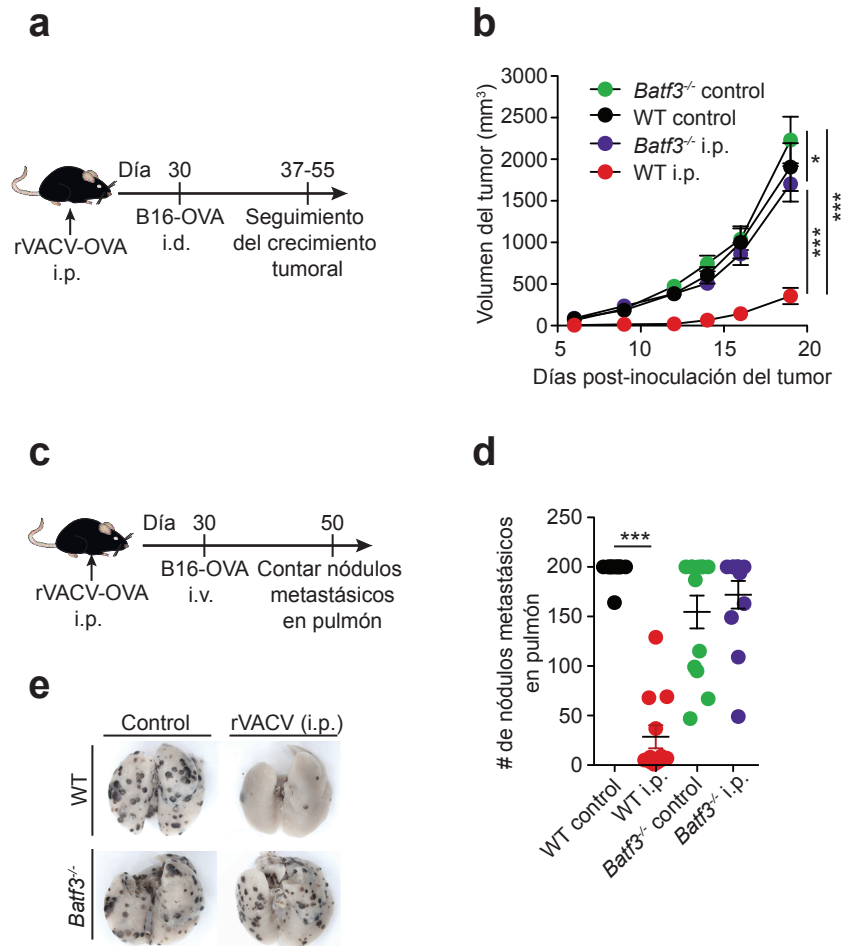 a
Día 30 37-55
rVACV-OVA
i.p.
B16-OVA
i.d.
Seguimiento
del crecimiento
tumoral
b
Volumen del tumor (mm³)
3000
2500
2000
1500
1000
500
0
Batf3-/- control
WT control
Batf3-/- i.p.
WT i.p.
*
***
***
5 10 15 20
Días post-inoculación del tumor
c
Día 30 50
rVACV-OVA
i.p.
B16-OVA
i.v.
Contar nódulos
metastásicos
en pulmón
d
# de nódulos metastásicos
en pulmón
250
200
150
100
50
0
***
WT control
WT i.p.
Batf3-/- control
Batf3-/- i.p.
e
Control rVACV (i.p.)
WT
Batf3-/-